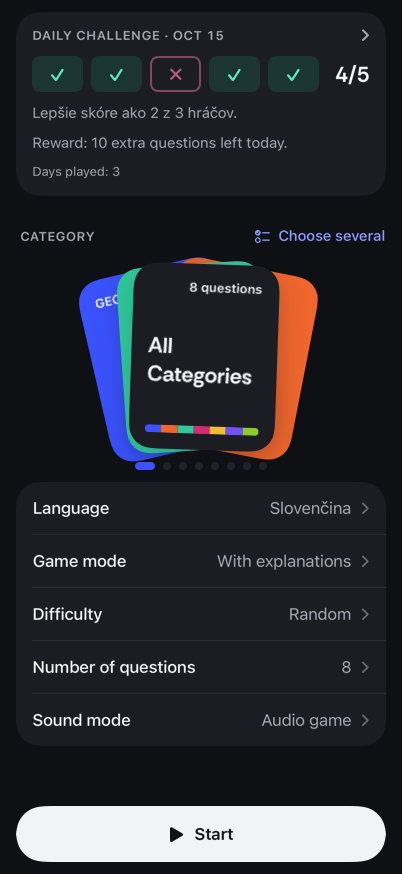 DAILY CHALLENGE · OCT 15
4/5
Lepšie skóre ako 2 z 3 hráčov.
Reward: 10 extra questions left today.
Days played: 3
CATEGORY
Choose several
8 questions
All
Categories
Language
Slovenčina
Game mode
With explanations
Difficulty
Random
Number of questions
8
Sound mode
Audio game
Start